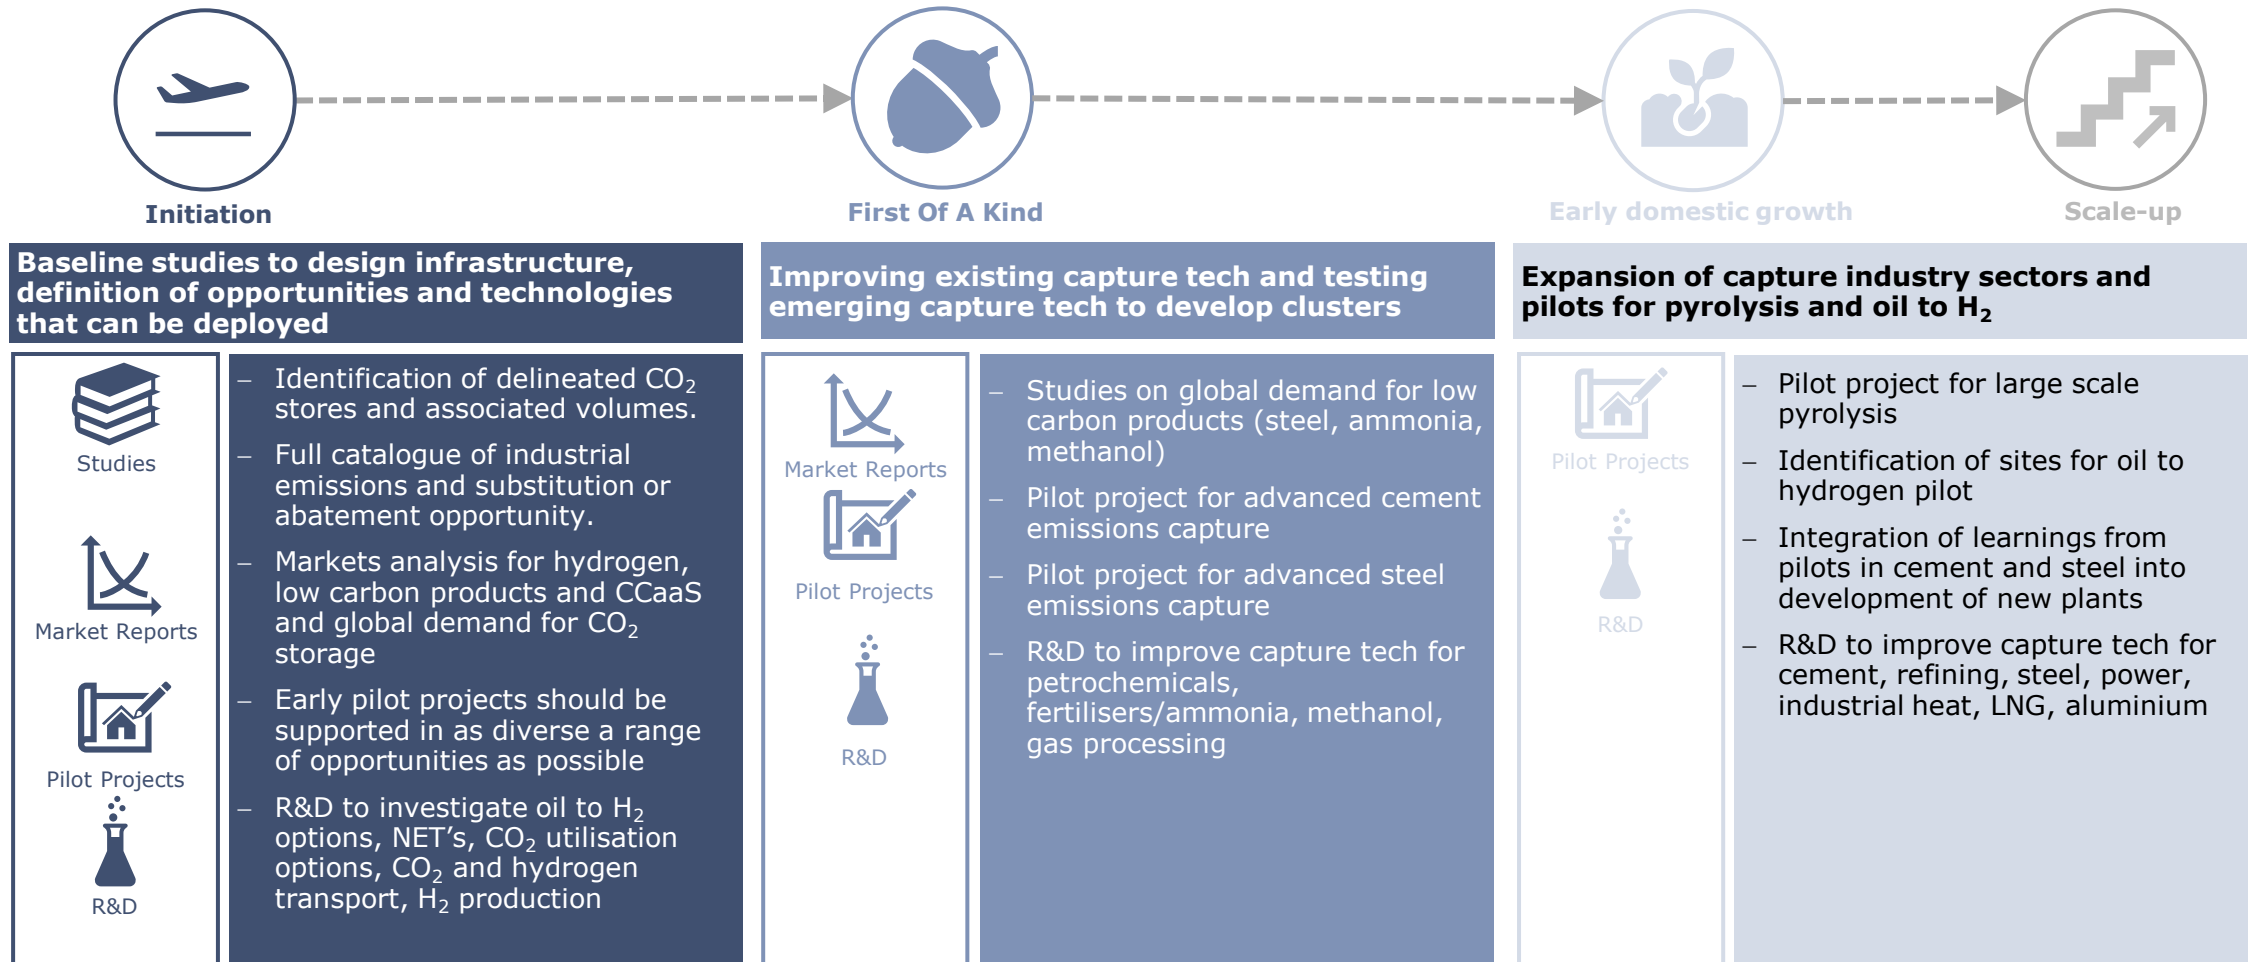 Initiation
First Of A Kind
Early domestic growth
Scale-up
Baseline studies to design infrastructure,
definition of opportunities and technologies
that can be deployed
Studies
Market Reports
Pilot Projects
R&D
– Identification of delineated CO₂
stores and associated volumes.
– Full catalogue of industrial
emissions and substitution or
abatement opportunity.
– Markets analysis for hydrogen,
low carbon products and CCaaS
and global demand for CO₂
storage
– Early pilot projects should be
supported in as diverse a range
of opportunities as possible
– R&D to investigate oil to H₂
options, NET’s, CO₂ utilisation
options, CO₂ and hydrogen
transport, H₂ production
Improving existing capture tech and testing
emerging capture tech to develop clusters
Market Reports
Pilot Projects
R&D
– Studies on global demand for low
carbon products (steel, ammonia,
methanol)
– Pilot project for advanced cement
emissions capture
– Pilot project for advanced steel
emissions capture
– R&D to improve capture tech for
petrochemicals,
fertilisers/ammonia, methanol,
gas processing
Expansion of capture industry sectors and
pilots for pyrolysis and oil to H₂
Pilot Projects
R&D
– Pilot project for large scale
pyrolysis
– Identification of sites for oil to
hydrogen pilot
– Integration of learnings from
pilots in cement and steel into
development of new plants
– R&D to improve capture tech for
cement, refining, steel, power,
industrial heat, LNG, aluminium